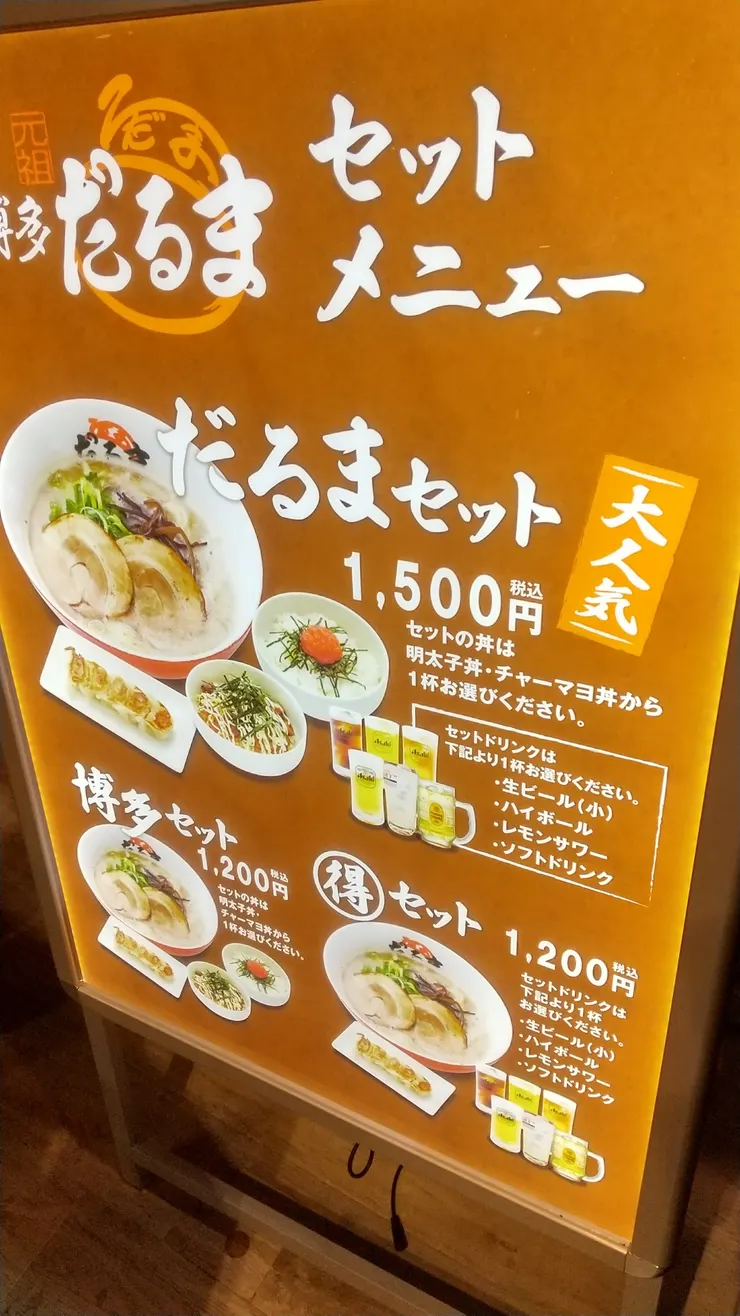 元祖
博多
だるま
だるま
セット
メニュー
だるま
だるまセット
大人気
1,500円
税込
セットの丼は
明太子丼・チャーマヨ丼から
1杯お選びください。
セットドリンクは
下記より1杯お選びください。
・生ビール(小)
・ハイボール
・レモンサワー
・ソフトドリンク
Asahi
Asahi
Asahi
博多セット
1,200円
税込
セットの丼は
明太子丼・
チャーマヨ丼から
1杯お選びください。
得セット
1,200円
税込
セットドリンクは
下記より1杯
お選びください。
・生ビール(小)
・ハイボール
・レモンサワー
・ソフトドリンク